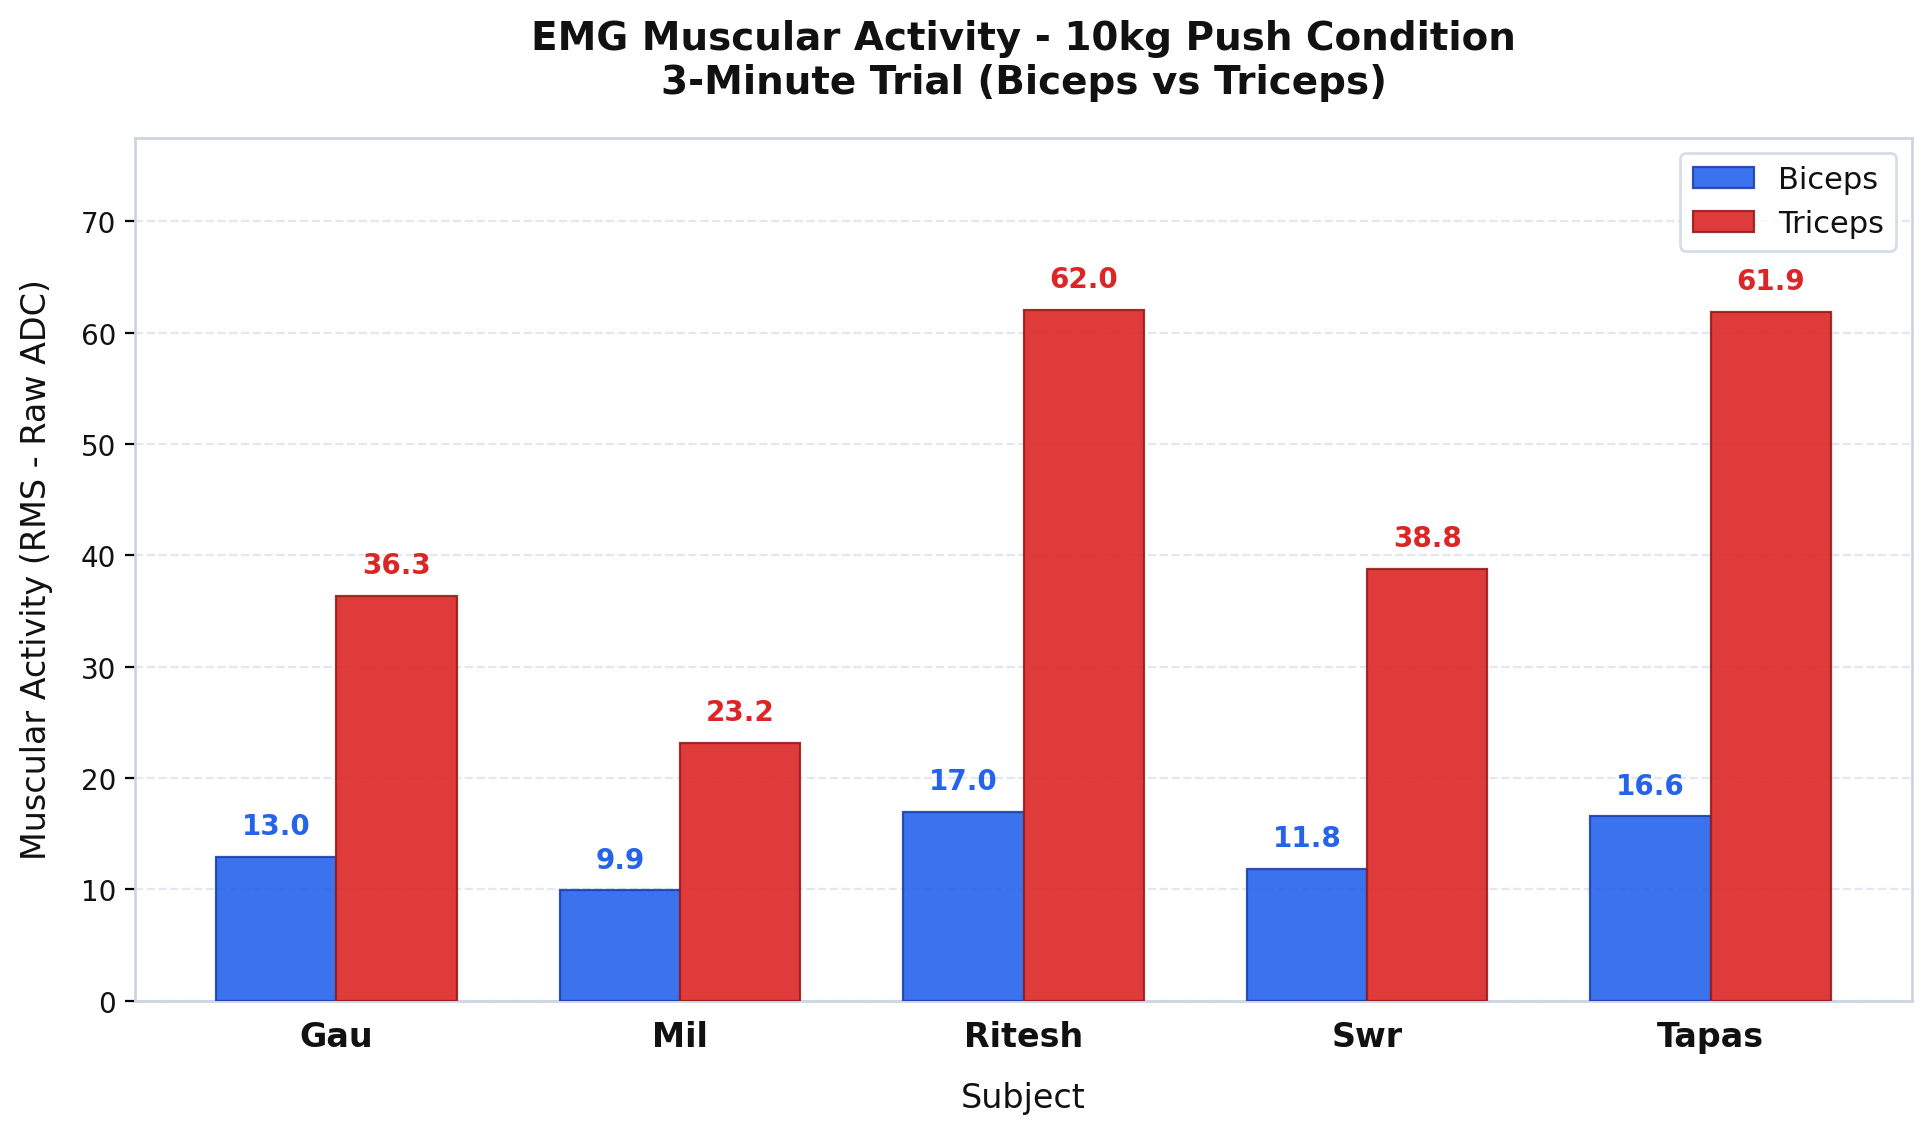 EMG Muscular Activity - 10kg Push Condition
3-Minute Trial (Biceps vs Triceps)
Biceps
Triceps
Muscular Activity (RMS - Raw ADC)
70
60
50
40
30
20
10
0
13.0
36.3
9.9
23.2
17.0
62.0
11.8
38.8
16.6
61.9
Gau
Mil
Ritesh
Swr
Tapas
Subject